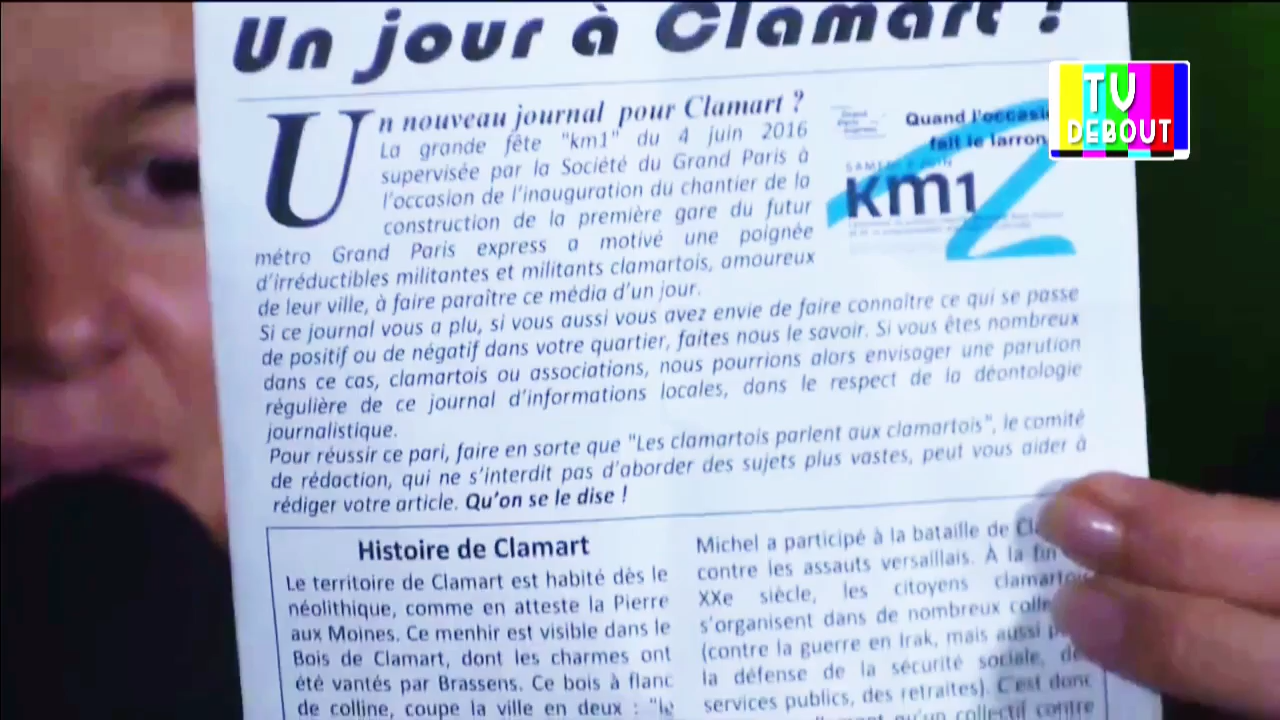 Un jour à Clamart !
TV
DEBOUT
Un nouveau journal pour Clamart ?
La grande fête "km1" du 4 juin 2016
supervisée par la Société du Grand Paris à
l'occasion de l'inauguration du chantier de la
construction de la première gare du futur
métro Grand Paris express a motivé une poignée
d'irréductibles militantes et militants clamartois, amoureux
de leur ville, à faire paraître ce média d'un jour.
Quand l'occasi
fait le larron
km1
Si ce journal vous a plu, si vous aussi vous avez envie de faire connaître ce qui se passe
de positif ou de négatif dans votre quartier, faites nous le savoir. Si vous êtes nombreux
dans ce cas, clamartois ou associations, nous pourrions alors envisager une parution
régulière de ce journal d'informations locales, dans le respect de la déontologie
journalistique.
Pour réussir ce pari, faire en sorte que "Les clamartois parlent aux clamartois", le comité
de rédaction, qui ne s'interdit pas d'aborder des sujets plus vastes, peut vous aider à
rédiger votre article. Qu'on se le dise !
Histoire de Clamart
Le territoire de Clamart est habité dès le
néolithique, comme en atteste la Pierre
aux Moines. Ce menhir est visible dans le
Bois de Clamart, dont les charmes ont
été vantés par Brassens. Ce bois à flanc
de colline, coupe la ville en deux : "le
Michel a participé à la bataille de Cl
contre les assauts versaillais. À la fin
XXe siècle, les citoyens clamartois
s'organisent dans de nombreux colle
(contre la guerre en Irak, mais aussi p
la défense de la sécurité sociale, de
services publics, des retraites). C'est donc
qu'un collectif contre